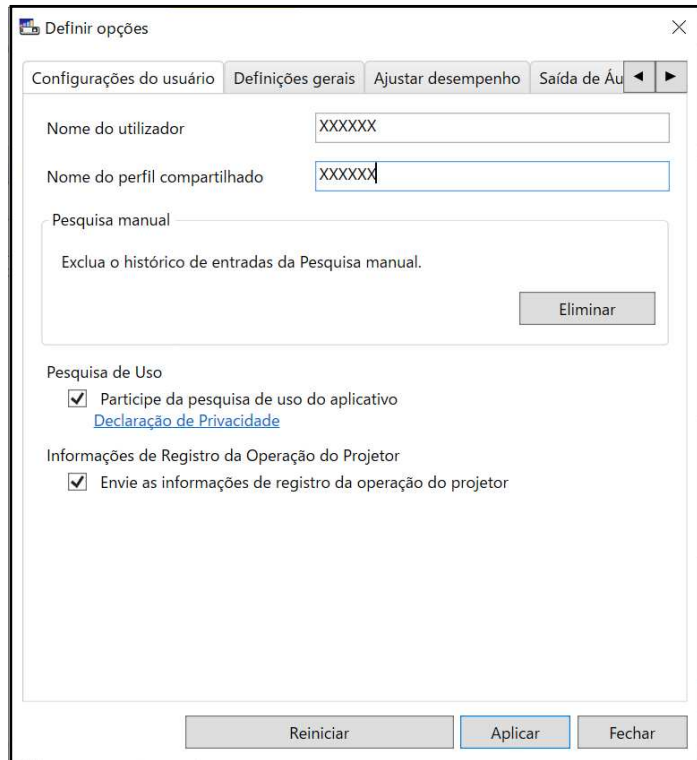 Definir opções
Configurações do usuário Definições gerais Ajustar desempenho Saída de Áu
Nome do utilizador XXXXXX
Nome do perfil compartilhado XXXXXX
Pesquisa manual
Exclua o histórico de entradas da Pesquisa manual.
Eliminar
Pesquisa de Uso
Participe da pesquisa de uso do aplicativo
Declaração de Privacidade
Informações de Registro da Operação do Projetor
Envie as informações de registro da operação do projetor
Reiniciar Aplicar Fechar